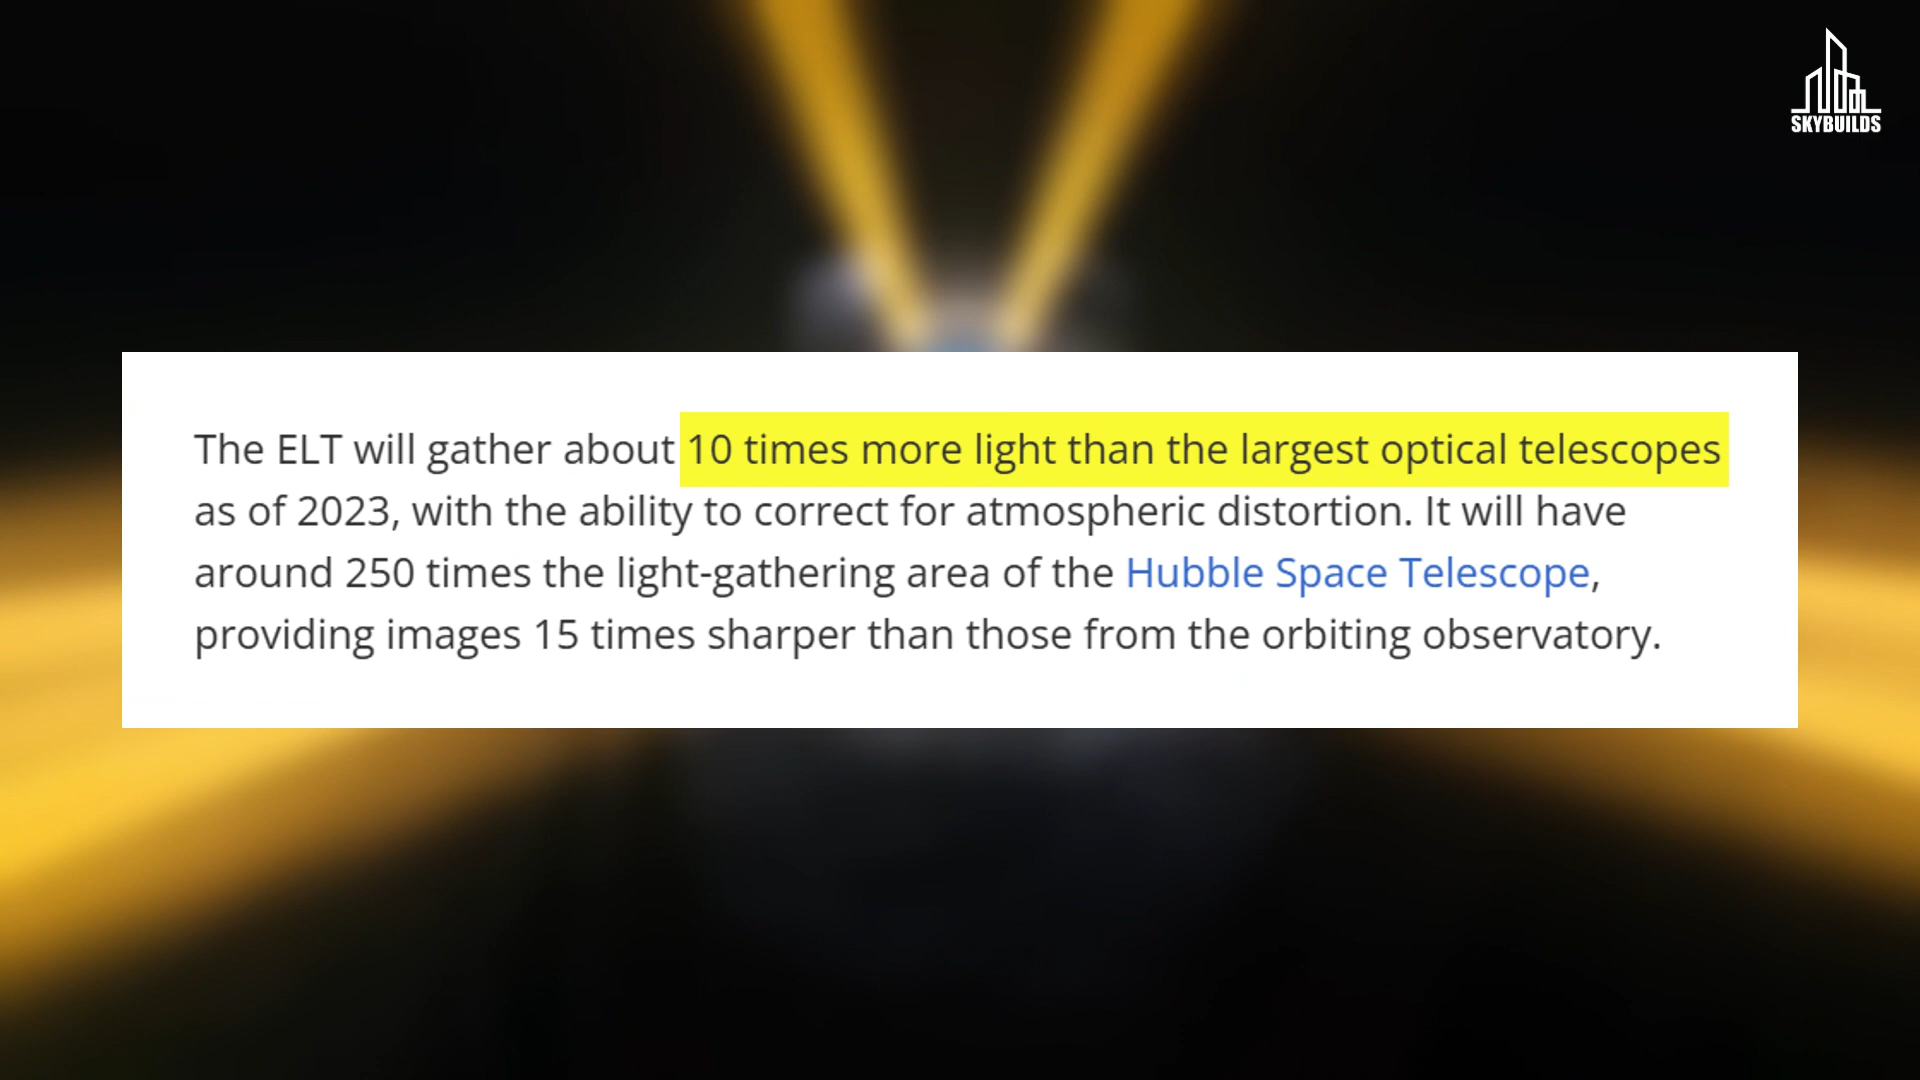 SKYBUILDS
The ELT will gather about 10 times more light than the largest optical telescopes
as of 2023, with the ability to correct for atmospheric distortion. It will have
around 250 times the light-gathering area of the Hubble Space Telescope,
providing images 15 times sharper than those from the orbiting observatory.